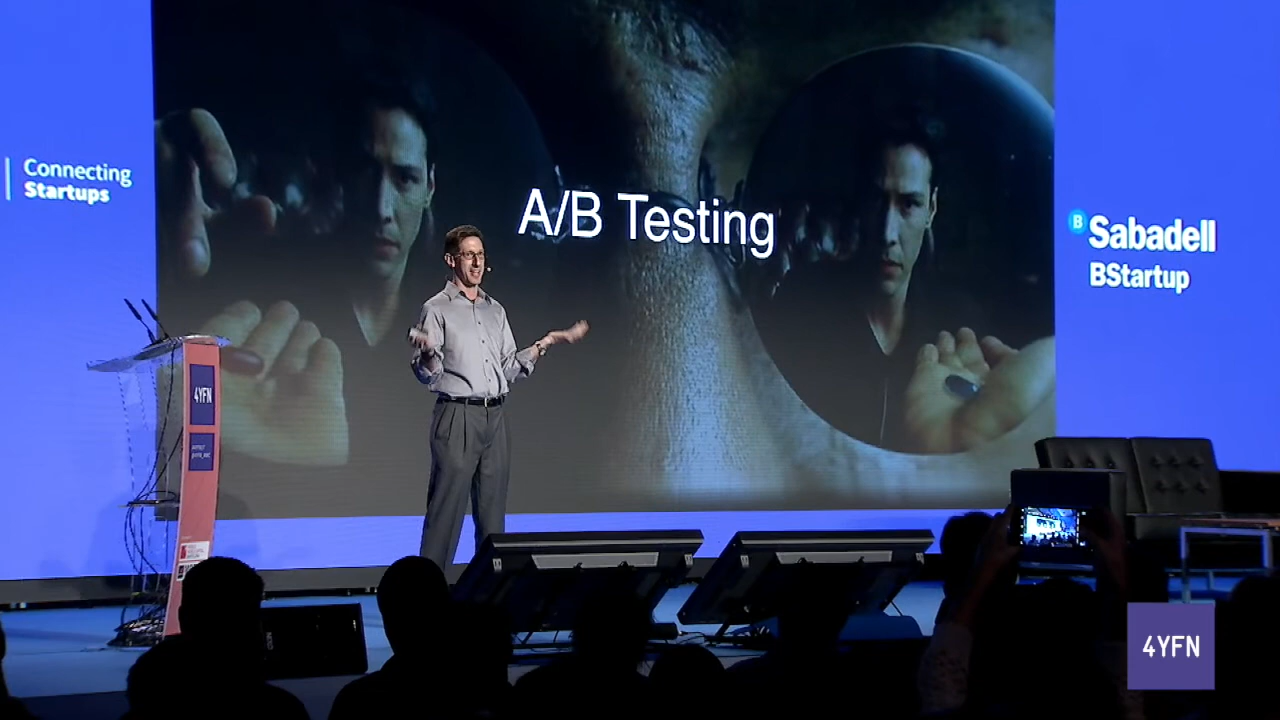 Connecting
Startups
A/B Testing
B Sabadell
BStartup
4YFN
4YFN